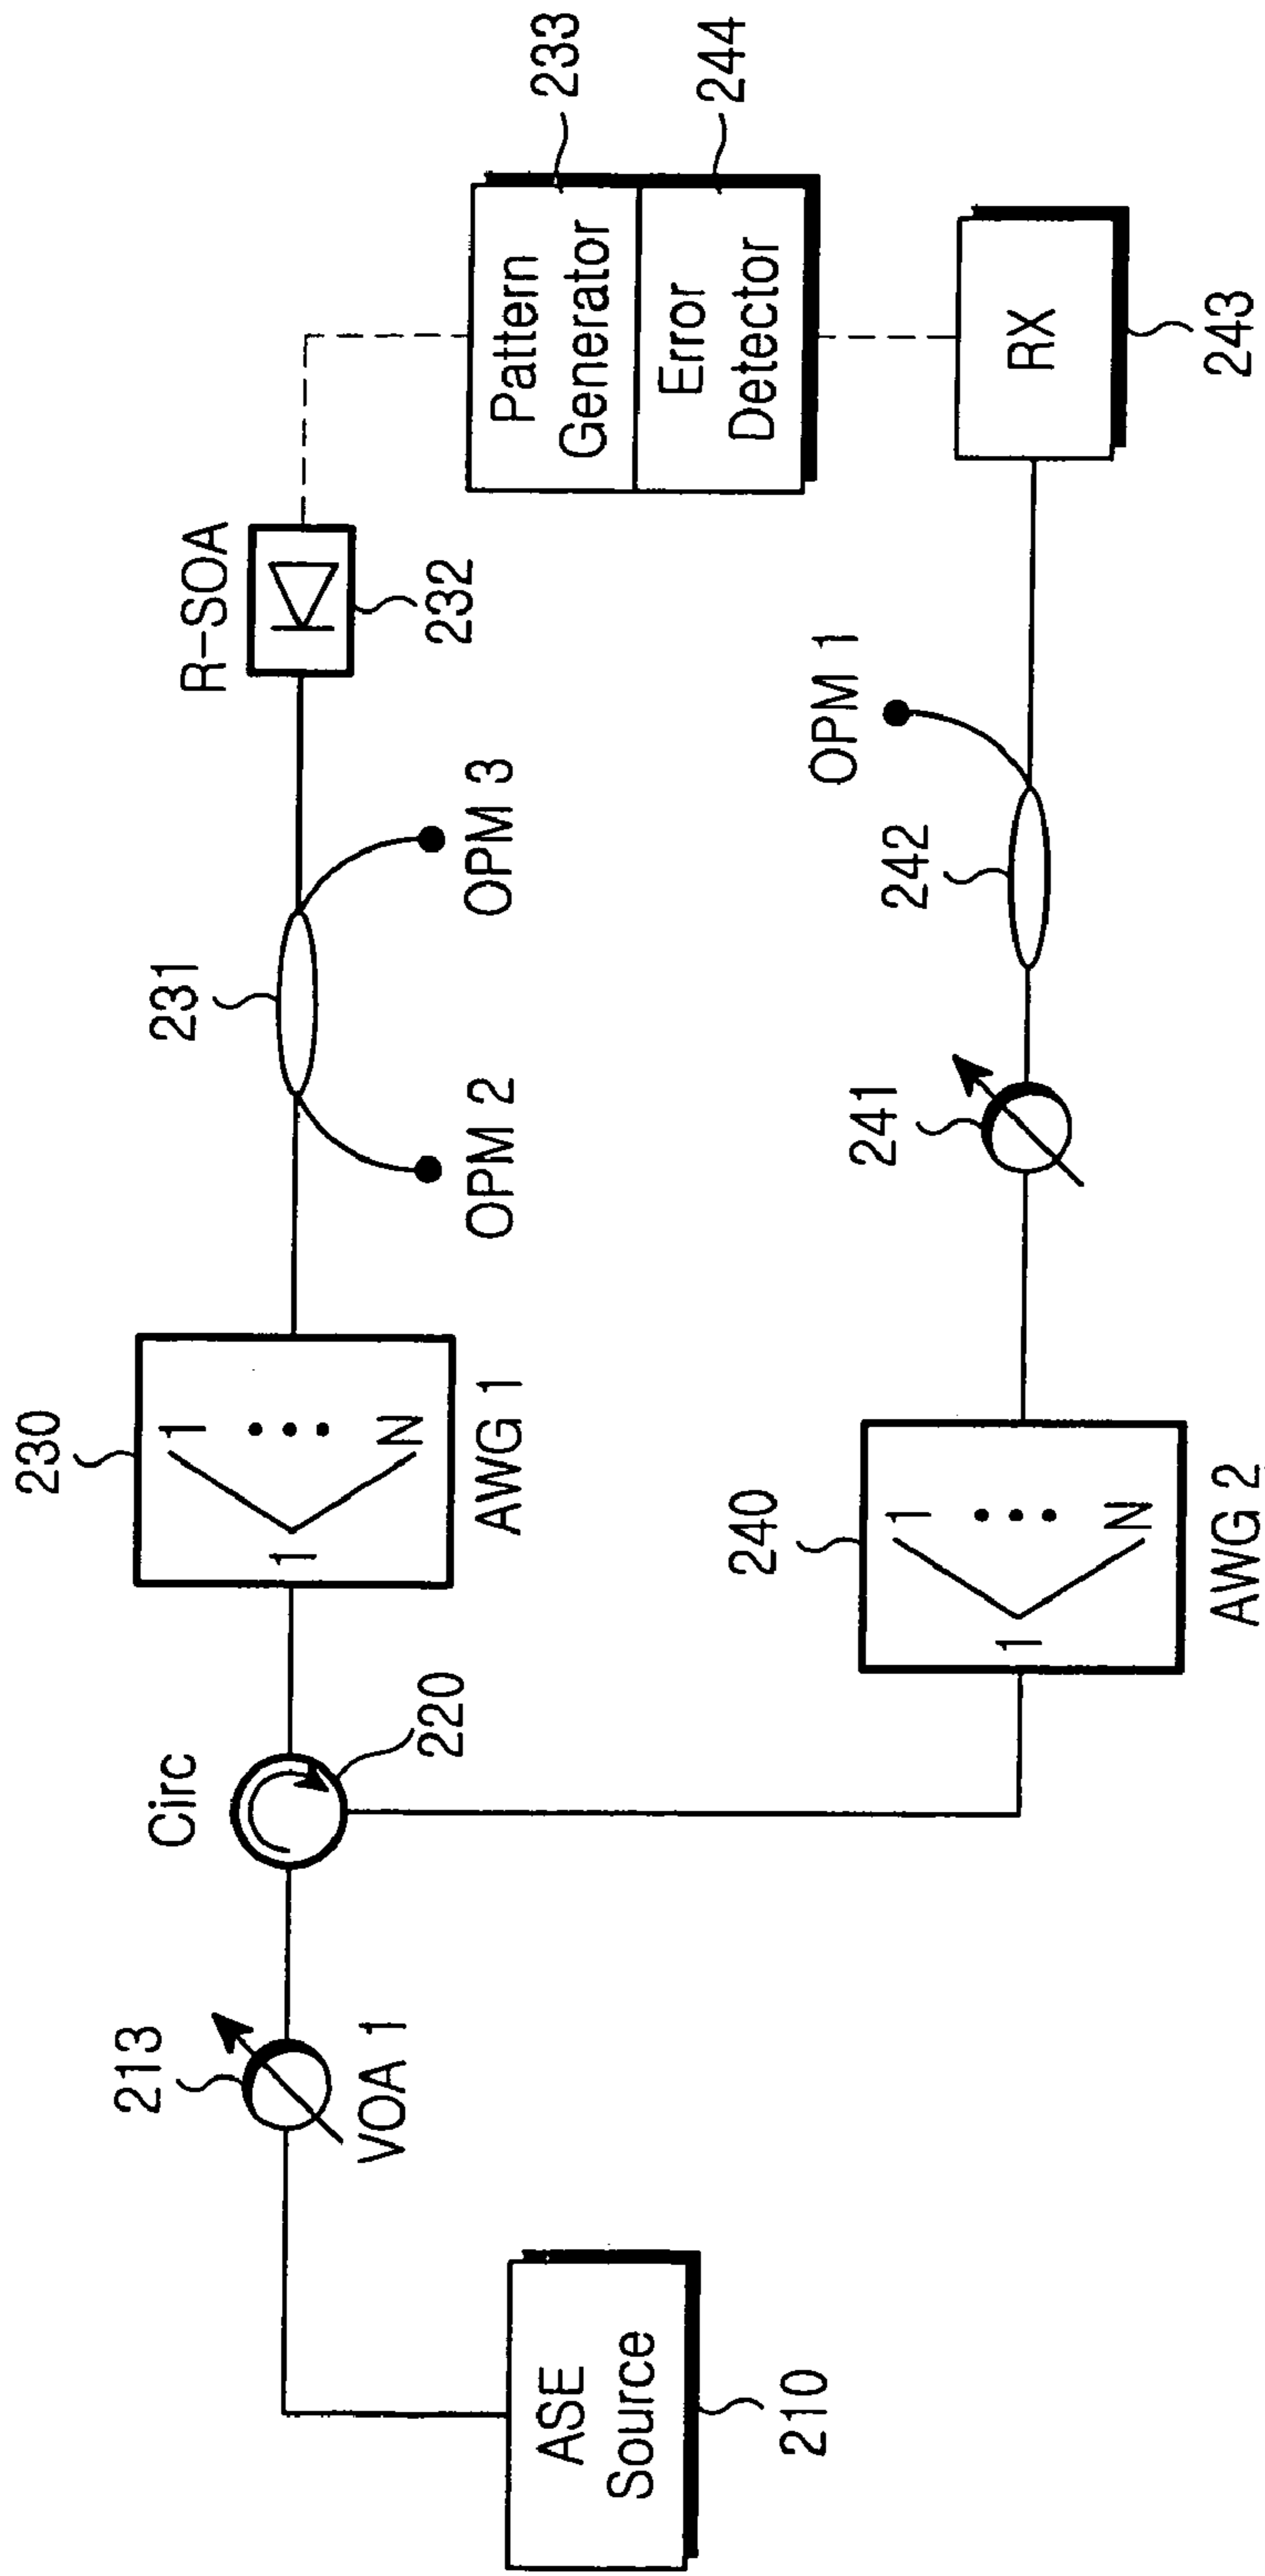 230
231
R-SOA
Circ
213
232
220
VOA 1
AWG 1
1
1
N
OPM 2
OPM 3
Pattern
Generator
233
Error
Detector
244
ASE
Source
210
240
1
1
N
AWG 2
241
242
OPM 1
RX
243